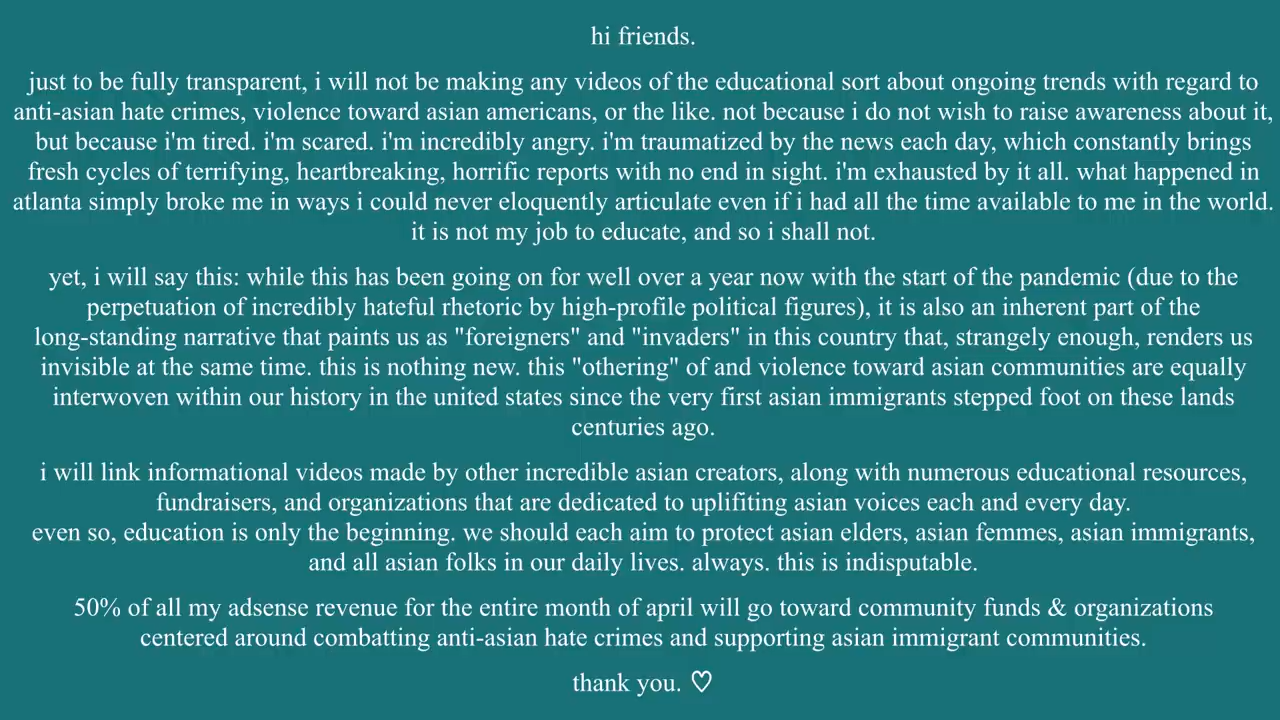 hi friends.
just to be fully transparent, i will not be making any videos of the educational sort about ongoing trends with regard to
anti-asian hate crimes, violence toward asian americans, or the like. not because i do not wish to raise awareness about it,
but because i'm tired. i'm scared. i'm incredibly angry. i'm traumatized by the news each day, which constantly brings
fresh cycles of terrifying, heartbreaking, horrific reports with no end in sight. i'm exhausted by it all. what happened in
atlanta simply broke me in ways i could never eloquently articulate even if i had all the time available to me in the world.
it is not my job to educate, and so i shall not.
yet, i will say this: while this has been going on for well over a year now with the start of the pandemic (due to the
perpetuation of incredibly hateful rhetoric by high-profile political figures), it is also an inherent part of the
long-standing narrative that paints us as "foreigners" and "invaders" in this country that, strangely enough, renders us
invisible at the same time. this is nothing new. this "othering" of and violence toward asian communities are equally
interwoven within our history in the united states since the very first asian immigrants stepped foot on these lands
centuries ago.
i will link informational videos made by other incredible asian creators, along with numerous educational resources,
fundraisers, and organizations that are dedicated to uplifiting asian voices each and every day.
even so, education is only the beginning. we should each aim to protect asian elders, asian femmes, asian immigrants,
and all asian folks in our daily lives. always. this is indisputable.
50% of all my adsense revenue for the entire month of april will go toward community funds & organizations
centered around combatting anti-asian hate crimes and supporting asian immigrant communities.
thank you. ♡